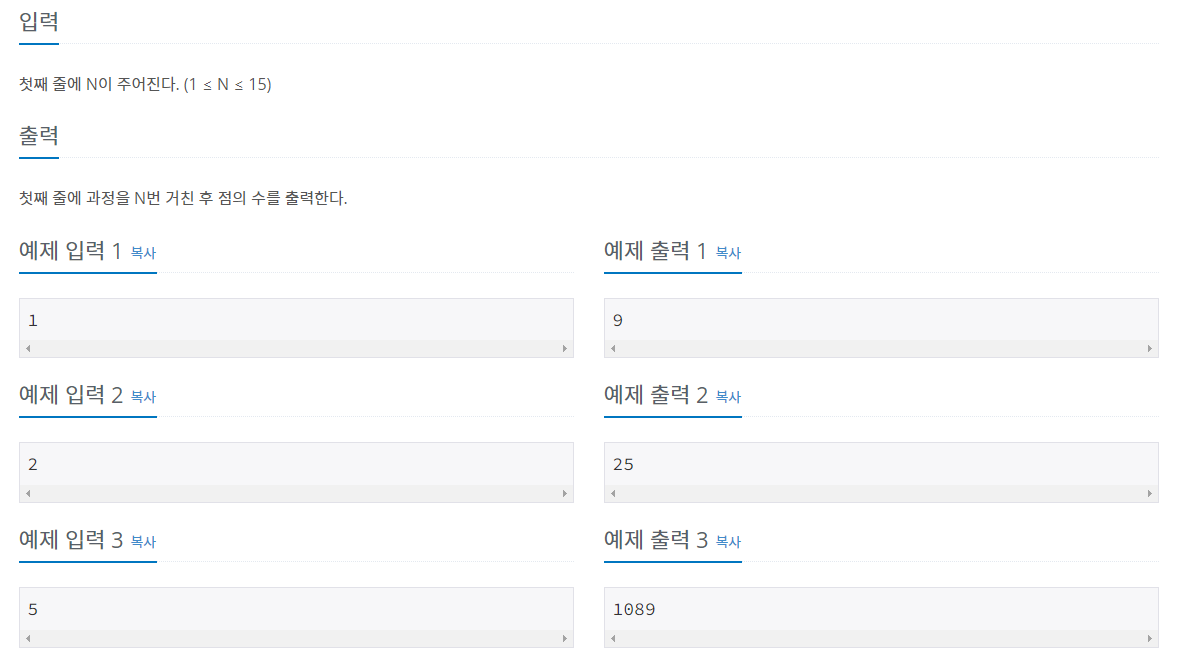 입력
첫째 줄에 N이 주어진다. (1 ≤ N ≤ 15)
출력
첫째 줄에 과정을 N번 거친 후 점의 수를 출력한다.
예제 입력 1 복사
예제 출력 1 복사
1
9
예제 입력 2 복사
예제 출력 2 복사
2
25
예제 입력 3 복사
예제 출력 3 복사
5
1089